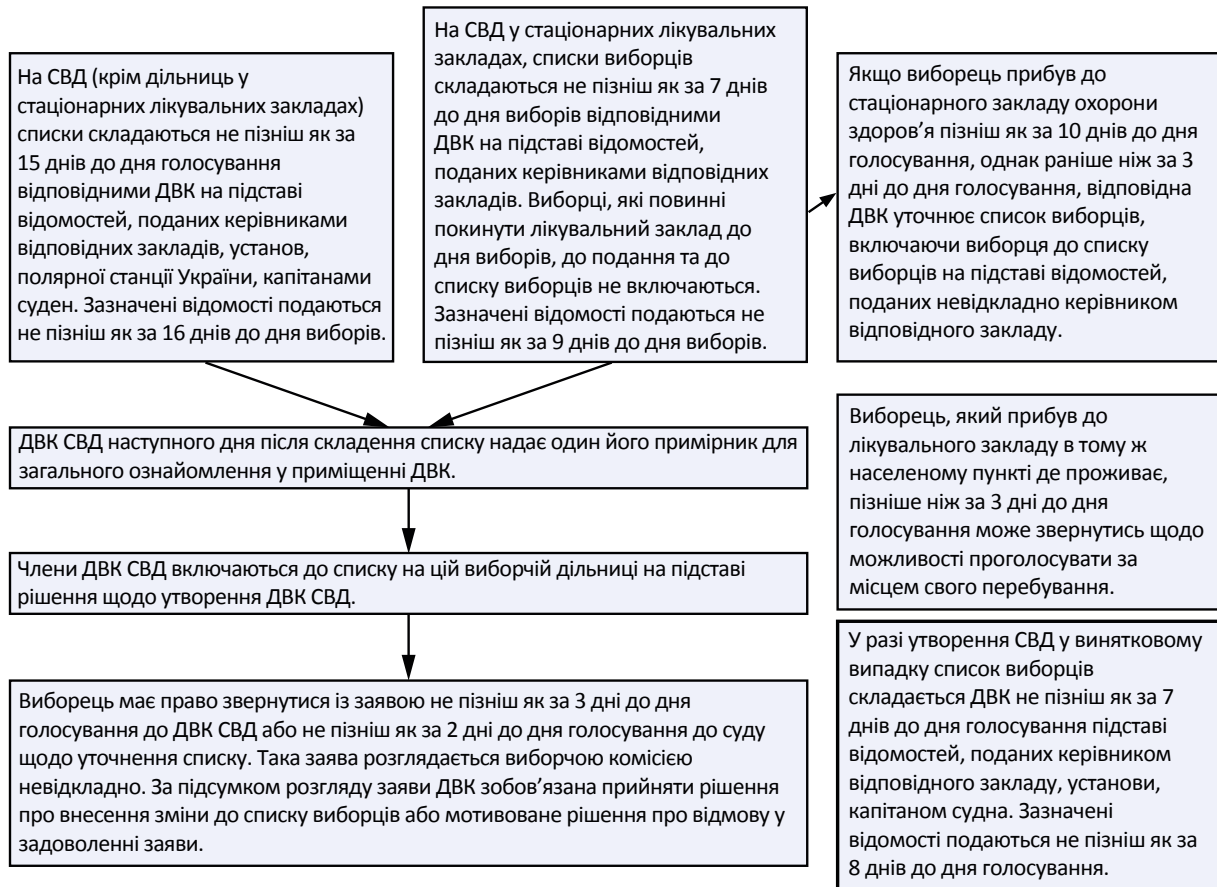 На СВД (крім дільниць у
стаціонарних лікувальних закладах)
списки складаються не пізніш як за
15 днів до дня голосування
відповідними ДВК на підставі
відомостей, поданих керівниками
відповідних закладів, установ,
полярної станції України, капітанами
суден. Зазначені відомості подаються
не пізніш як за 16 днів до дня виборів.
На СВД у стаціонарних лікувальних
закладах, списки виборців
складаються не пізніш як за 7 днів
до дня виборів відповідними
ДВК на підставі відомостей,
поданих керівниками відповідних
закладів. Виборці, які повинні
покинути лікувальний заклад до
дня виборів, до подання та до
списку виборців не включаються.
Зазначені відомості подаються не
пізніш як за 9 днів до дня виборів.
Якщо виборець прибув до
стаціонарного закладу охорони
здоров’я пізніш як за 10 днів до дня
голосування, однак раніше ніж за 3
дні до дня голосування, відповідна
ДВК уточнює список виборців,
включаючи виборця до списку
виборців на підставі відомостей,
поданих невідкладно керівником
відповідного закладу.
ДВК СВД наступного дня після складення списку надає один його примірник для
загального ознайомлення у приміщенні ДВК.
Члени ДВК СВД включаються до списку на цій виборчій дільниці на підставі
рішення щодо утворення ДВК СВД.
Виборець має право звернутися із заявою не пізніш як за 3 дні до дня
голосування до ДВК СВД або не пізніш як за 2 дні до дня голосування до суду
щодо уточнення списку. Така заява розглядається виборчою комісією
невідкладно. За підсумком розгляду заяви ДВК зобов’язана прийняти рішення
про внесення зміни до списку виборців або мотивоване рішення про відмову у
задоволенні заяви.
Виборець, який прибув до
лікувального закладу в тому ж
населеному пункті де проживає,
пізніше ніж за 3 дні до дня
голосування може звернутись щодо
можливості проголосувати за
місцем свого перебування.
У разі утворення СВД у винятковому
випадку список виборців
складається ДВК не пізніш як за 7
днів до дня голосування підставі
відомостей, поданих керівником
відповідного закладу, установи,
капітаном судна. Зазначені
відомості подаються не пізніш як за
8 днів до дня голосування.